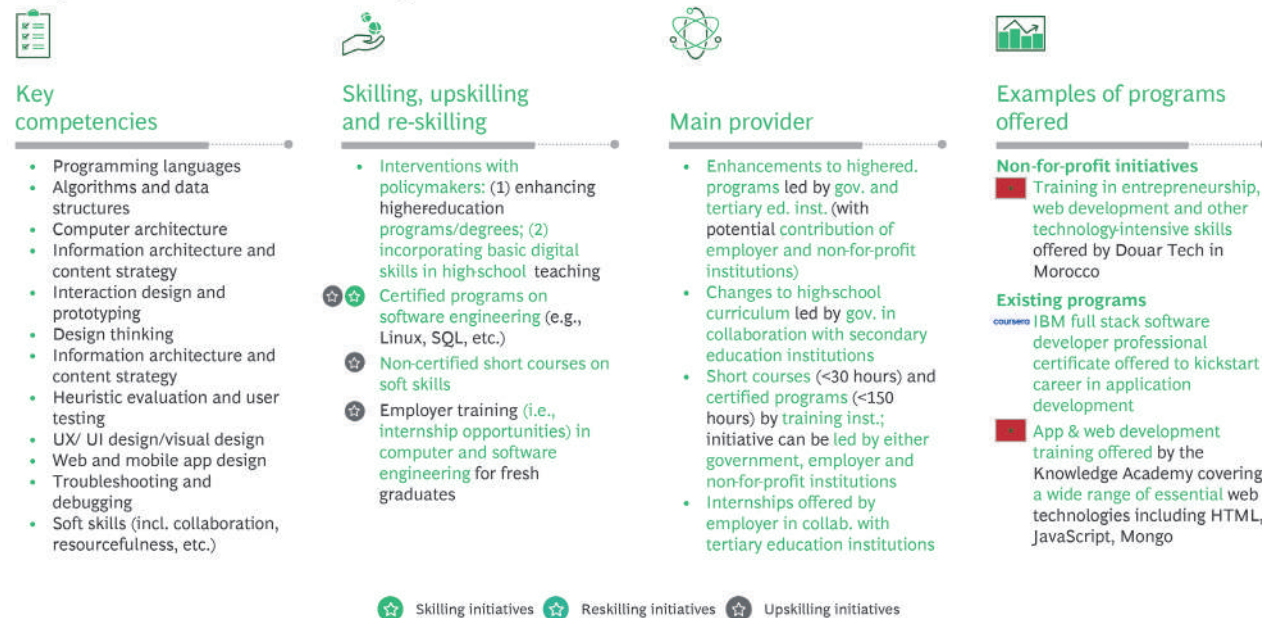 Key
competencies
• Programming languages
• Algorithms and data
structures
• Computer architecture
• Information architecture and
content strategy
• Interaction design and
prototyping
• Design thinking
• Information architecture and
content strategy
• Heuristic evaluation and user
testing
• UX/ UI design/visual design
• Web and mobile app design
• Troubleshooting and
debugging
• Soft skills (incl. collaboration,
resourcefulness, etc.)
Skilling, upskilling
and re-skilling
• Interventions with
policymakers: (1) enhancing
highereducation
programs/degrees; (2)
incorporating basic digital
skills in high-school teaching
Certified programs on
software engineering (e.g.,
Linux, SQL, etc.)
Non-certified short courses on
soft skills
Employer training (i.e.,
internship opportunities) in
computer and software
engineering for fresh
graduates
Main provider
• Enhancements to highered.
programs led by gov. and
tertiary ed. inst. (with
potential contribution of
employer and non-for-profit
institutions)
• Changes to high-school
curriculum led by gov. in
collaboration with secondary
education institutions
• Short courses (<30 hours) and
certified programs (<150
hours) by training inst.;
initiative can be led by either
government, employer and
non-for-profit institutions
• Internships offered by
employer in collab. with
tertiary education institutions
Examples of programs
offered
Non-for-profit initiatives
Training in entrepreneurship,
web development and other
technology-intensive skills
offered by Douar Tech in
Morocco
Existing programs
coursera IBM full stack software
developer professional
certificate offered to kickstart
career in application
development
App & web development
training offered by the
Knowledge Academy covering
a wide range of essential web
technologies including HTML,
JavaScript, Mongo
Skilling initiatives Reskilling initiatives Upskilling initiatives